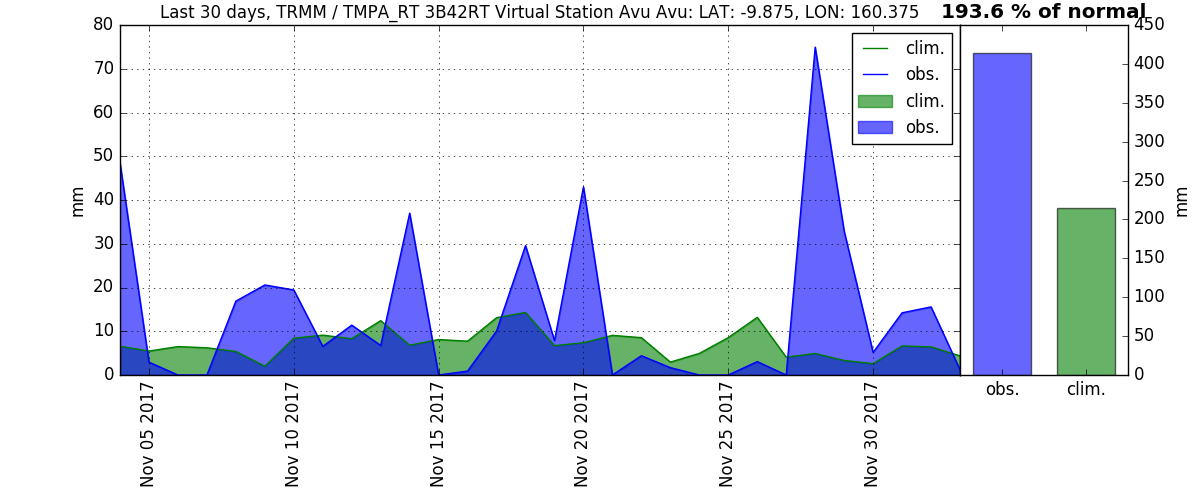 Last 30 days, TRMM / TMPA_RT 3B42RT Virtual Station Avu Avu: LAT: -9.875, LON: 160.375
193.6 % of normal
80
70
60
50
40
30
20
10
0
mm
clim.
obs.
clim.
obs.
Nov 05 2017
Nov 10 2017
Nov 15 2017
Nov 20 2017
Nov 25 2017
Nov 30 2017
450
400
350
300
250
200
150
100
50
0
mm
obs.
clim.